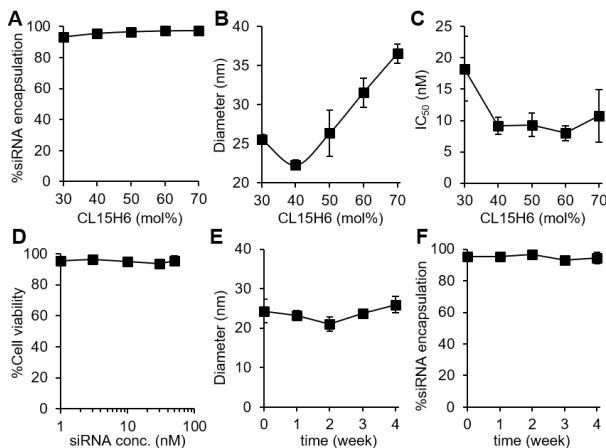 A
%siRNA encapsulation
100
80
60
40
20
0
30 40 50 60 70
CL15H6 (mol%)
B
Diameter (nm)
40
35
30
25
20
30 40 50 60 70
CL15H6 (mol%)
C
IC50 (nM)
25
20
15
10
5
0
30 40 50 60 70
CL15H6 (mol%)
D
%Cell viability
100
80
60
40
20
0
1 10 100
siRNA conc. (nM)
E
Diameter (nm)
40
30
20
10
0
0 1 2 3 4
time (week)
F
%siRNA encapsulation
100
80
60
40
20
0
0 1 2 3 4
time (week)